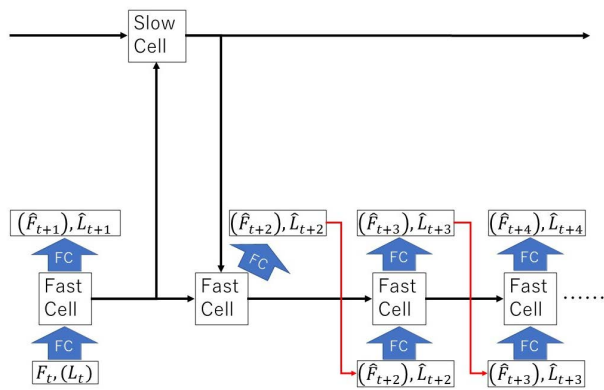 Slow
Cell
(F̂ₜ₊₁), L̂ₜ₊₁
(F̂ₜ₊₂), L̂ₜ₊₂
(F̂ₜ₊₃), L̂ₜ₊₃
(F̂ₜ₊₄), L̂ₜ₊₄
FC
FC
FC
FC
Fast
Cell
Fast
Cell
Fast
Cell
Fast
Cell
……
FC
FC
FC
Fₜ, (Lₜ)
(F̂ₜ₊₂), L̂ₜ₊₂
(F̂ₜ₊₃), L̂ₜ₊₃